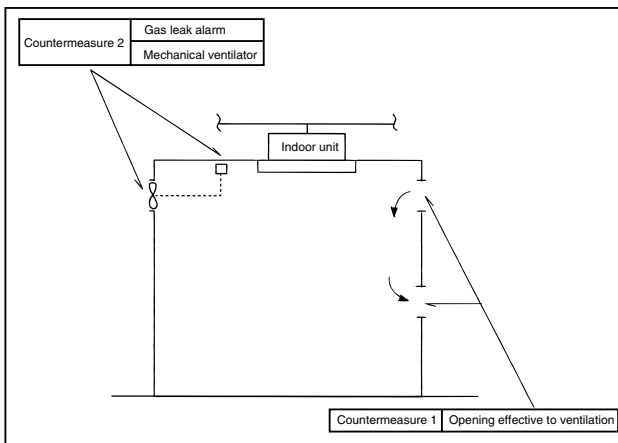 Countermeasure 2
Gas leak alarm
Mechanical ventilator
Indoor unit
Countermeasure 1
Opening effective to ventilation